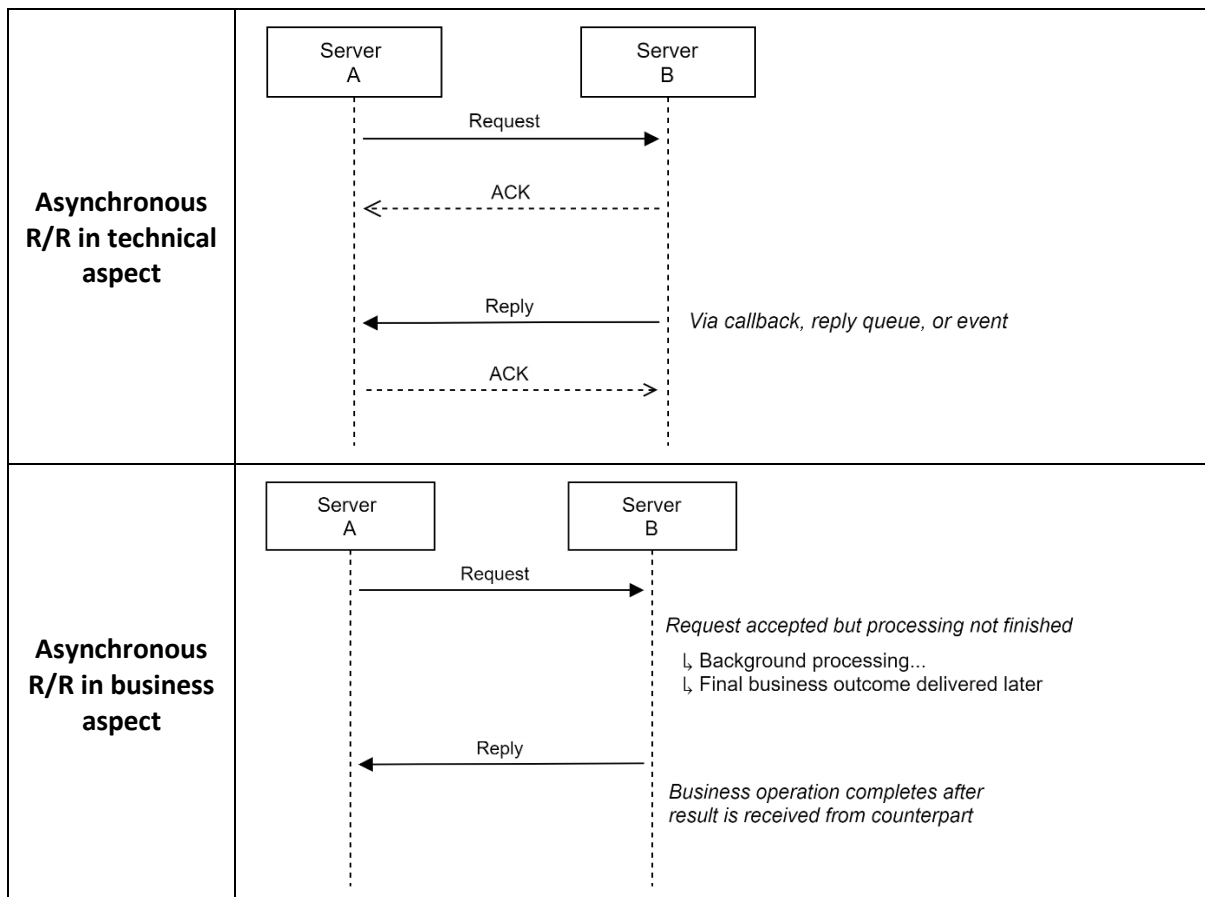 Asynchronous
R/R in technical
aspect
Server
A
Server
B
Request
ACK
Reply
Via callback, reply queue, or event
ACK
Asynchronous
R/R in business
aspect
Server
A
Server
B
Request
Request accepted but processing not finished
↳ Background processing...
↳ Final business outcome delivered later
Reply
Business operation completes after
result is received from counterpart